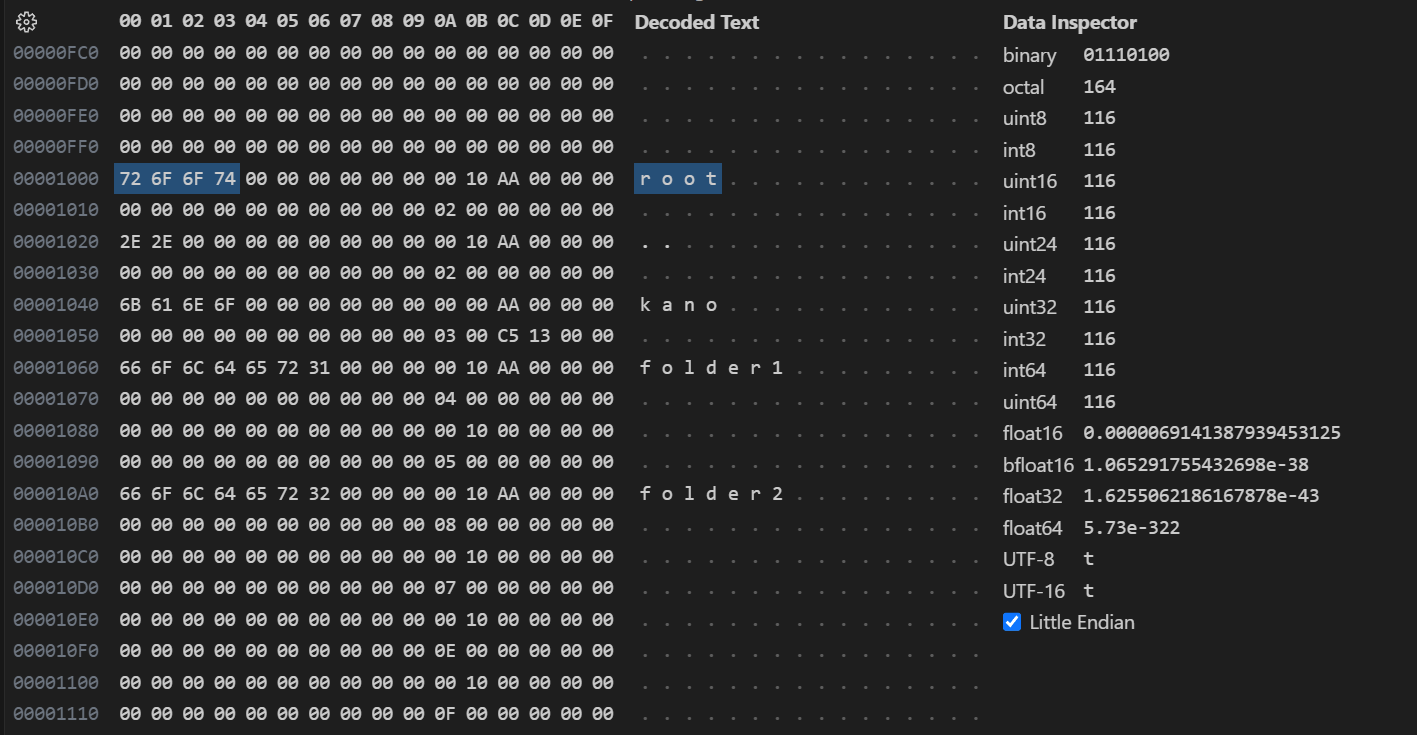 00 01 02 03 04 05 06 07 08 09 0A 0B 0C 0D 0E 0F Decoded Text Data Inspector
00000FC0 00 00 00 00 00 00 00 00 00 00 00 00 00 00 00 00 . . . . . . . . . . . . . . . . binary 01110100
00000FD0 00 00 00 00 00 00 00 00 00 00 00 00 00 00 00 00 . . . . . . . . . . . . . . . . octal 164
00000FE0 00 00 00 00 00 00 00 00 00 00 00 00 00 00 00 00 . . . . . . . . . . . . . . . . uint8 116
00000FF0 00 00 00 00 00 00 00 00 00 00 00 00 00 00 00 00 . . . . . . . . . . . . . . . . int8 116
00001000 72 6F 6F 74 00 00 00 00 00 00 00 10 AA 00 00 00 r o o t . . . . . . . . . . . . uint16 116
00001010 00 00 00 00 00 00 00 00 00 00 02 00 00 00 00 00 . . . . . . . . . . . . . . . . int16 116
00001020 2E 2E 00 00 00 00 00 00 00 00 00 10 AA 00 00 00 . . . . . . . . . . . . . . . . uint24 116
00001030 00 00 00 00 00 00 00 00 00 00 02 00 00 00 00 00 . . . . . . . . . . . . . . . . int24 116
00001040 6B 61 6E 6F 00 00 00 00 00 00 00 00 AA 00 00 00 k a n o . . . . . . . . . . . . uint32 116
00001050 00 00 00 00 00 00 00 00 00 00 03 00 C5 13 00 00 . . . . . . . . . . . . . . . . int32 116
00001060 66 6F 6C 64 65 72 31 00 00 00 00 10 AA 00 00 00 f o l d e r 1 . . . . . . . . . int64 116
00001070 00 00 00 00 00 00 00 00 00 00 04 00 00 00 00 00 . . . . . . . . . . . . . . . . uint64 116
00001080 00 00 00 00 00 00 00 00 00 00 00 10 00 00 00 00 . . . . . . . . . . . . . . . . float16 0.0000069141387939453125
00001090 00 00 00 00 00 00 00 00 00 00 05 00 00 00 00 00 . . . . . . . . . . . . . . . . bfloat16 1.065291755432698e-38
000010A0 66 6F 6C 64 65 72 32 00 00 00 00 10 AA 00 00 00 f o l d e r 2 . . . . . . . . . float32 1.6255062186167878e-43
000010B0 00 00 00 00 00 00 00 00 00 00 08 00 00 00 00 00 . . . . . . . . . . . . . . . . float64 5.73e-322
000010C0 00 00 00 00 00 00 00 00 00 00 00 10 00 00 00 00 . . . . . . . . . . . . . . . . UTF-8 t
000010D0 00 00 00 00 00 00 00 00 00 00 07 00 00 00 00 00 . . . . . . . . . . . . . . . . UTF-16 t
000010E0 00 00 00 00 00 00 00 00 00 00 00 10 00 00 00 00 . . . . . . . . . . . . . . . . Little Endian
000010F0 00 00 00 00 00 00 00 00 00 00 0E 00 00 00 00 00 . . . . . . . . . . . . . . . .
00001100 00 00 00 00 00 00 00 00 00 00 00 10 00 00 00 00 . . . . . . . . . . . . . . . .
00001110 00 00 00 00 00 00 00 00 00 00 0F 00 00 00 00 00 . . . . . . . . . . . . . . . .